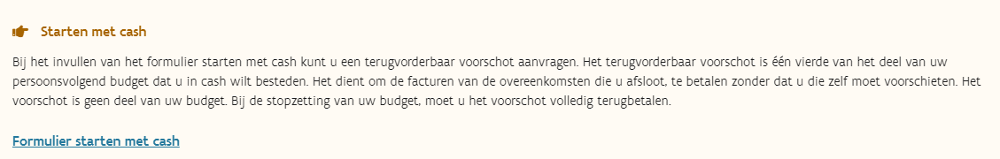 Starten met cash
Bij het invullen van het formulier starten met cash kunt u een terugvorderbaar voorschot aanvragen. Het terugvorderbaar voorschot is één vierde van het deel van uw
persoonsvolgend budget dat u in cash wilt besteden. Het dient om de facturen van de overeenkomsten die u afsloot, te betalen zonder dat u die zelf moet voorschieten. Het
voorschot is geen deel van uw budget. Bij de stopzetting van uw budget, moet u het voorschot volledig terugbetalen.
Formulier starten met cash